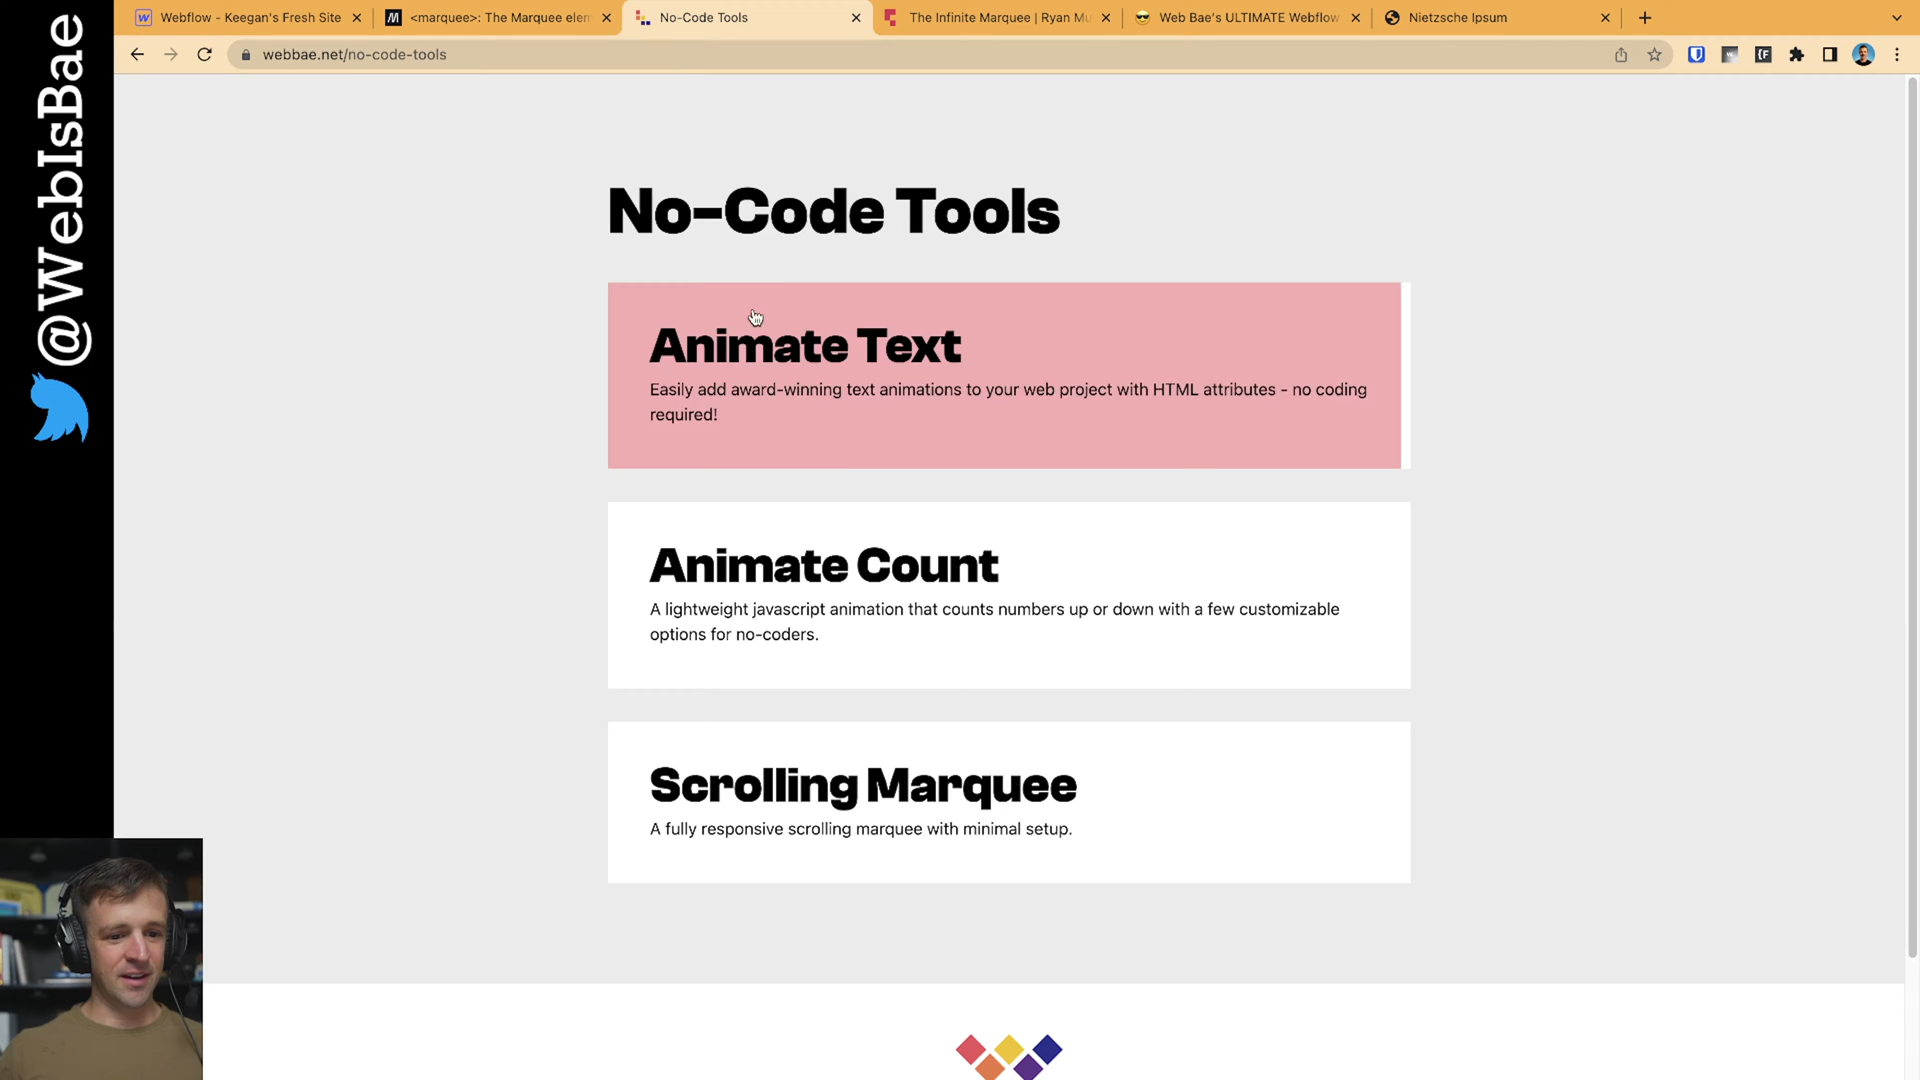 @WebIsBae
Webflow - Keegan's Fresh Site
<marquee>: The Marquee elem
No-Code Tools
The Infinite Marquee | Ryan Mu
Web Bae's ULTIMATE Webflow
Nietzsche Ipsum
webbae.net/no-code-tools
No-Code Tools
Animate Text
Easily add award-winning text animations to your web project with HTML attributes - no coding
required!
Animate Count
A lightweight javascript animation that counts numbers up or down with a few customizable
options for no-coders.
Scrolling Marquee
A fully responsive scrolling marquee with minimal setup.